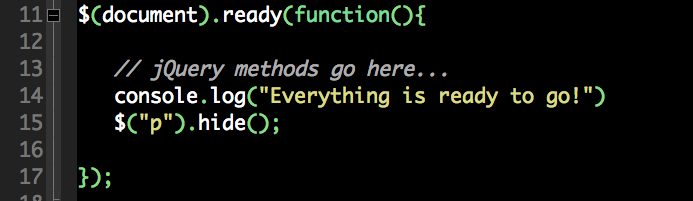 11 $(document).ready(function(){
12
13 // jQuery methods go here...
14 console.log("Everything is ready to go!")
15 $("p").hide();
16
17 });